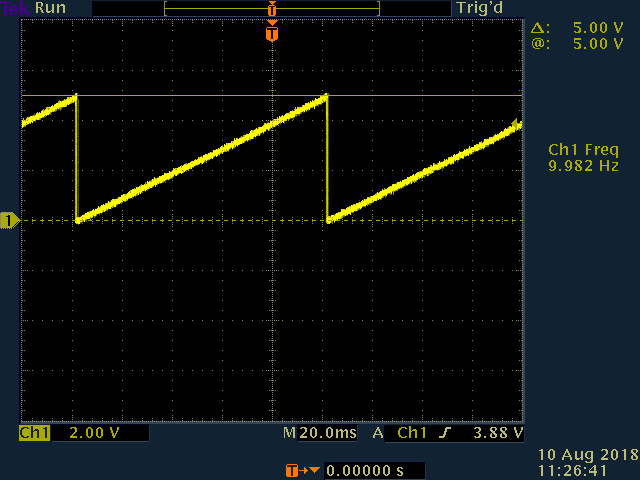 Tek Run Trig'd
T
T
Δ: 5.00 V
@: 5.00 V
Ch1 Freq
9.982 Hz
1
Ch1 2.00 V M 20.0ms A Ch1 3.88 V
T 0.00000 s
10 Aug 2018
11:26:41